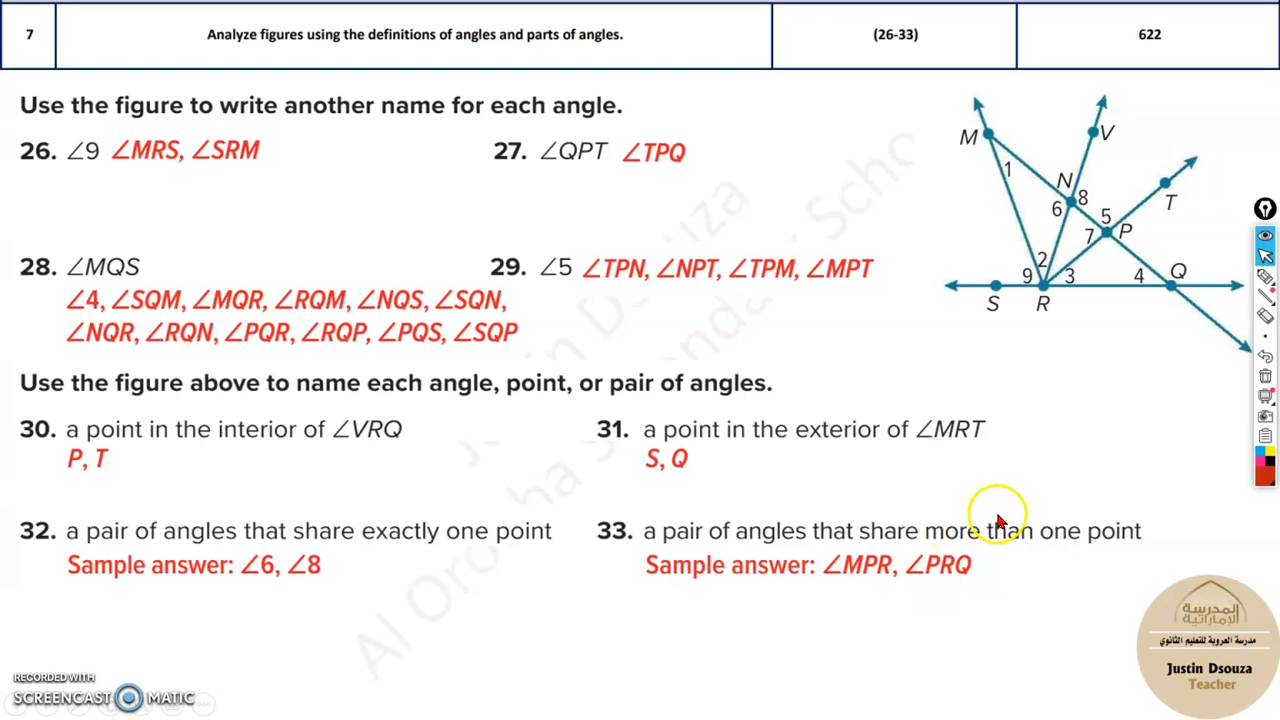 7 Analyze figures using the definitions of angles and parts of angles. (26-33) 622
Use the figure to write another name for each angle.
26. ∠9 ∠MRS, ∠SRM
27. ∠QPT ∠TPQ
28. ∠MQS
∠4, ∠SQM, ∠MQR, ∠RQM, ∠NQS, ∠SQN,
∠NQR, ∠RQN, ∠PQR, ∠RQP, ∠PQS, ∠SQP
29. ∠5 ∠TPN, ∠NPT, ∠TPM, ∠MPT
M V
1 N 8 T
6 5
7 P
2 Q
9 3 4
S R
Use the figure above to name each angle, point, or pair of angles.
30. a point in the interior of ∠VRQ
P, T
31. a point in the exterior of ∠MRT
S, Q
32. a pair of angles that share exactly one point
Sample answer: ∠6, ∠8
33. a pair of angles that share more than one point
Sample answer: ∠MPR, ∠PRQ
المدرسة
الإماراتية
مدرسة العروبة للتعليم الثانوي
Justin Dsouza
Teacher
RECORDED WITH
SCREENCAST MATIC